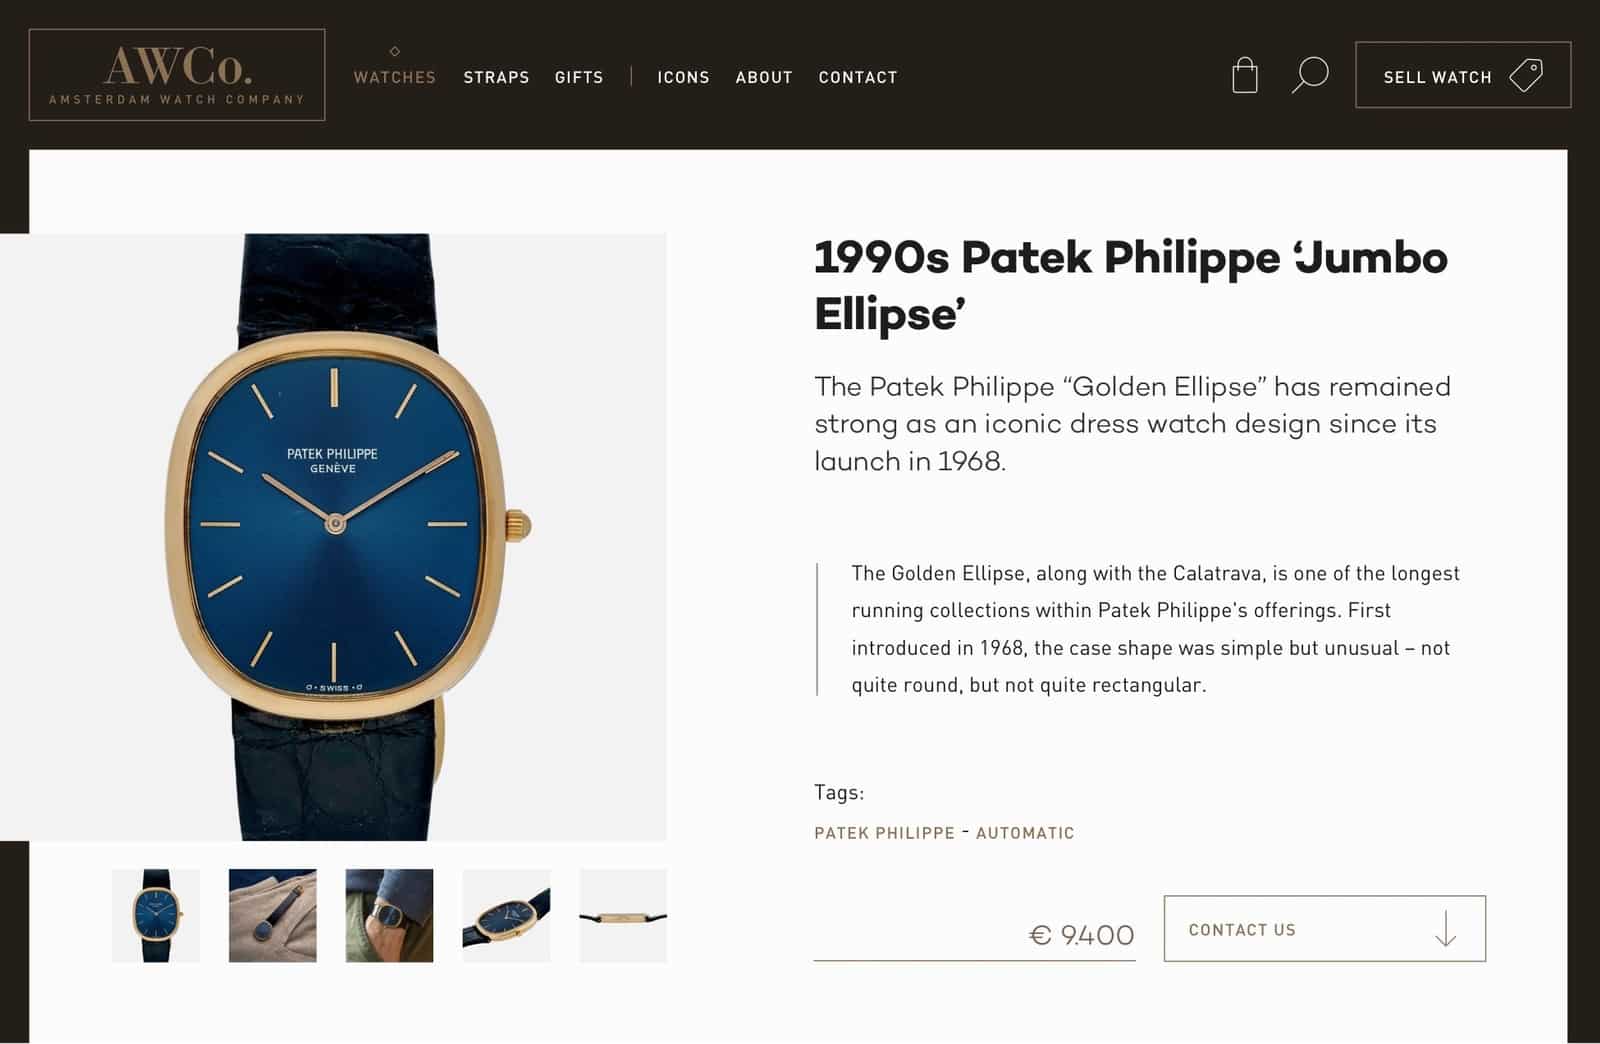 AWCo.
AMSTERDAM WATCH COMPANY
WATCHES STRAPS GIFTS | ICONS ABOUT CONTACT
SELL WATCH
PATEK PHILIPPE
GENÈVE
σ • SWISS • σ
1990s Patek Philippe ‘Jumbo
Ellipse’
The Patek Philippe “Golden Ellipse” has remained
strong as an iconic dress watch design since its
launch in 1968.
The Golden Ellipse, along with the Calatrava, is one of the longest
running collections within Patek Philippe's offerings. First
introduced in 1968, the case shape was simple but unusual – not
quite round, but not quite rectangular.
Tags:
PATEK PHILIPPE - AUTOMATIC
€ 9.400
CONTACT US